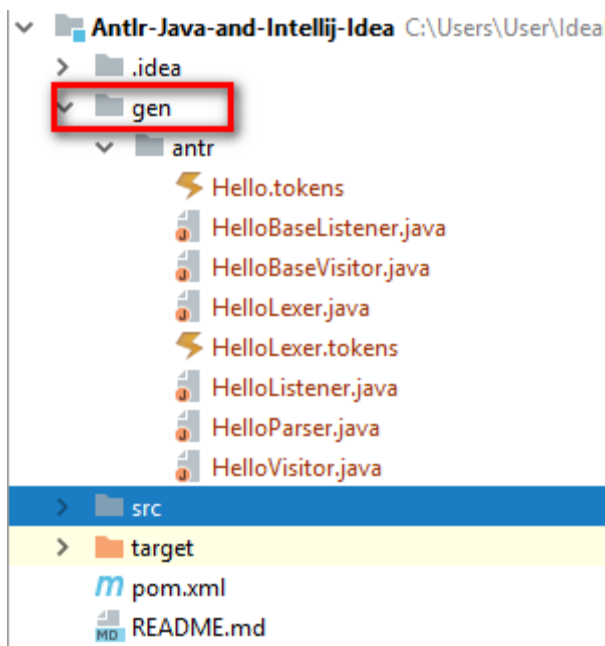 Antlr-Java-and-Intellij-Idea C:\Users\User\Idea
.idea
gen
antr
Hello.tokens
HelloBaseListener.java
HelloBaseVisitor.java
HelloLexer.java
HelloLexer.tokens
HelloListener.java
HelloParser.java
HelloVisitor.java
src
target
m pom.xml
MD README.md